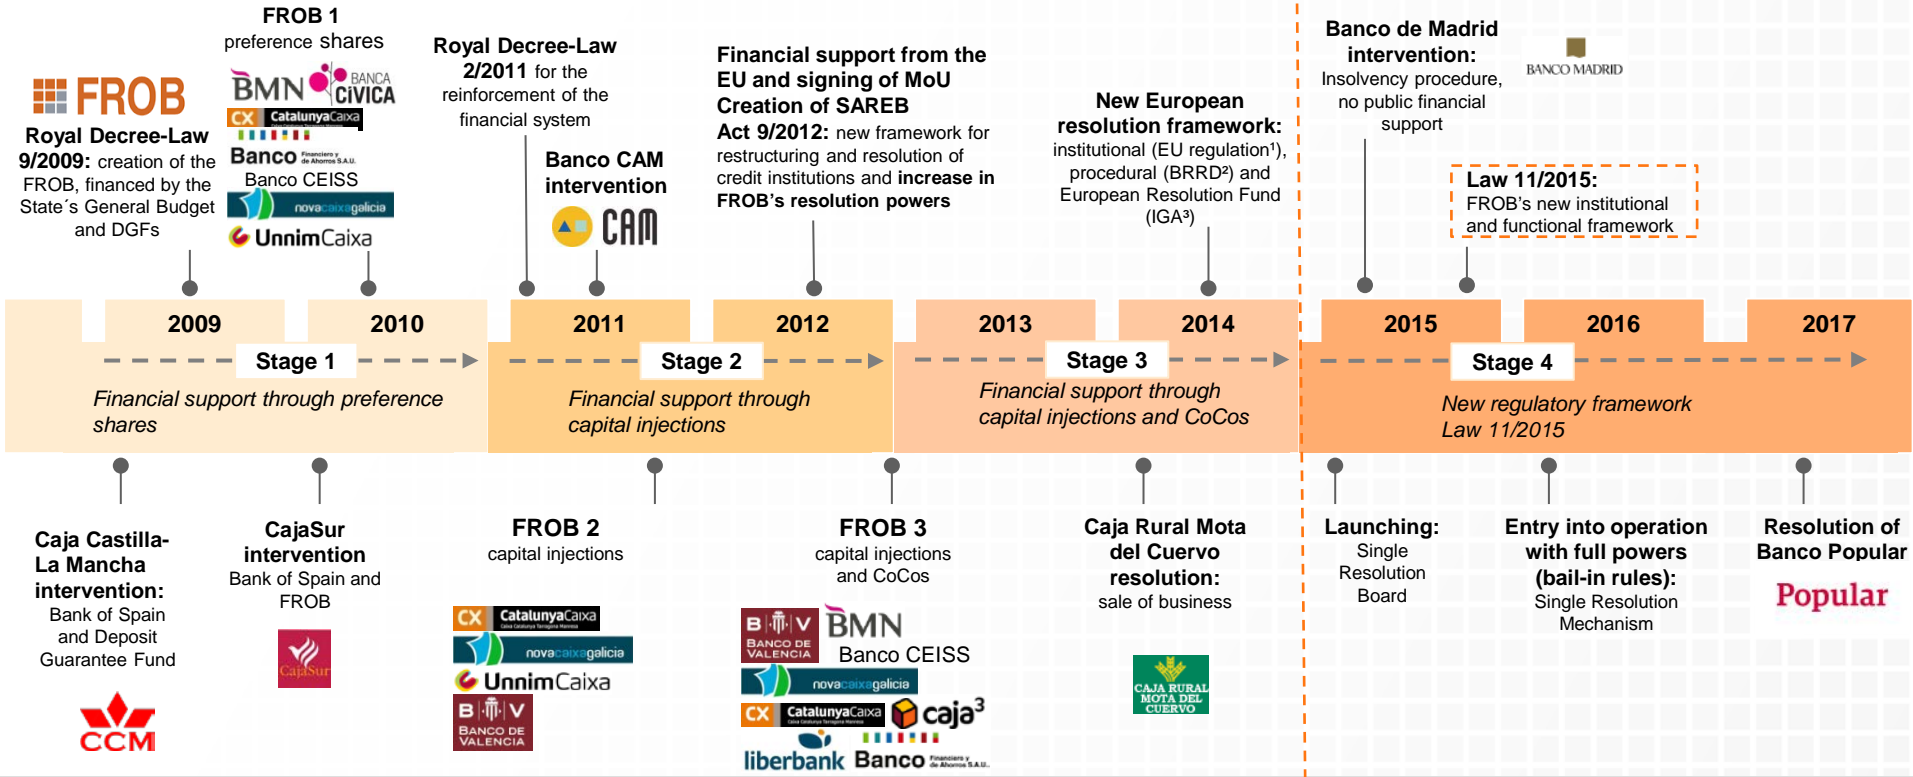 FROB
Royal Decree-Law
9/2009: creation of the
FROB, financed by the
State´s General Budget
and DGFs
FROB 1
preference shares
BMN
BANCA
CÍVICA
CX CatalunyaCaixa
Banco Financiero y
de Ahorros S.A.U.
Banco CEISS
novacaixagalicia
UnnimCaixa
Royal Decree-Law
2/2011 for the
reinforcement of the
financial system
Banco CAM
intervention
CAM
Financial support from the
EU and signing of MoU
Creation of SAREB
Act 9/2012: new framework for
restructuring and resolution of
credit institutions and increase in
FROB's resolution powers
New European
resolution framework:
institutional (EU regulation¹),
procedural (BRRD²) and
European Resolution Fund
(IGA³)
Banco de Madrid
intervention:
Insolvency procedure,
no public financial
support
BANCO MADRID
Law 11/2015:
FROB's new institutional
and functional framework
2009
2010
2011
2012
2013
2014
2015
2016
2017
Stage 1
Stage 2
Stage 3
Stage 4
Financial support through preference
shares
Financial support through
capital injections
Financial support through
capital injections and CoCos
New regulatory framework
Law 11/2015
Caja Castilla-
La Mancha
intervention:
Bank of Spain
and Deposit
Guarantee Fund
CCM
CajaSur
intervention
Bank of Spain and
FROB
CajaSur
FROB 2
capital injections
CX CatalunyaCaixa
novacaixagalicia
UnnimCaixa
B V
BANCO DE
VALENCIA
FROB 3
capital injections
and CoCos
B V
BANCO DE
VALENCIA
BMN
Banco CEISS
novacaixagalicia
CX CatalunyaCaixa
caja³
liberbank
Banco Financiero y
de Ahorros S.A.U.
Caja Rural Mota
del Cuervo
resolution:
sale of business
CAJA RURAL
MOTA DEL
CUERVO
Launching:
Single
Resolution
Board
Entry into operation
with full powers
(bail-in rules):
Single Resolution
Mechanism
Resolution of
Banco Popular
Popular